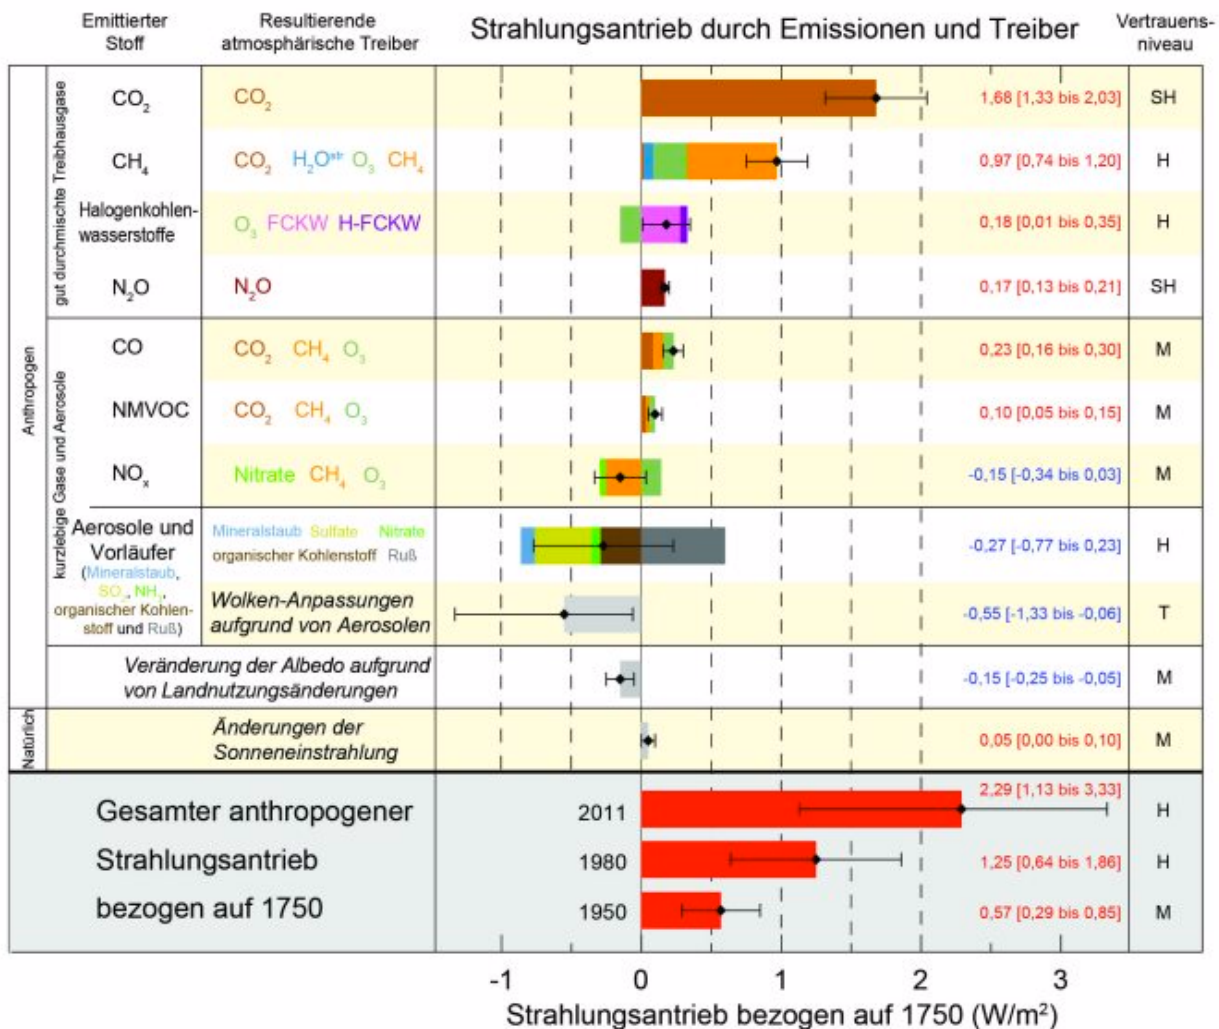 Emittierter Stoff
Resultierende atmosphärische Treiber
Strahlungsantrieb durch Emissionen und Treiber
Vertrauens-niveau
Anthropogen
gut durchmischte Treibhausgase
CO₂
CO₂
1,68 [1,33 bis 2,03]
SH
CH₄
CO₂ H₂Oˢᵗʳ O₃ CH₄
0,97 [0,74 bis 1,20]
H
Halogenkohlen-
wasserstoffe
O₃ FCKW H-FCKW
0,18 [0,01 bis 0,35]
H
N₂O
N₂O
0,17 [0,13 bis 0,21]
SH
kurzlebige Gase und Aerosole
CO
CO₂ CH₄ O₃
0,23 [0,16 bis 0,30]
M
NMVOC
CO₂ CH₄ O₃
0,10 [0,05 bis 0,15]
M
NOₓ
Nitrate CH₄ O₃
-0,15 [-0,34 bis 0,03]
M
Aerosole und
Vorläufer
(Mineralstaub,
SO₂, NH₃,
organischer Kohlen-
stoff und Ruß)
Mineralstaub Sulfate Nitrate
organischer Kohlenstoff Ruß
-0,27 [-0,77 bis 0,23]
H
Wolken-Anpassungen
aufgrund von Aerosolen
-0,55 [-1,33 bis -0,06]
T
Veränderung der Albedo aufgrund
von Landnutzungsänderungen
-0,15 [-0,25 bis -0,05]
M
Natürlich
Änderungen der
Sonneneinstrahlung
0,05 [0,00 bis 0,10]
M
Gesamter anthropogener
Strahlungsantrieb
bezogen auf 1750
2011
2,29 [1,13 bis 3,33]
H
1980
1,25 [0,64 bis 1,86]
H
1950
0,57 [0,29 bis 0,85]
M
-1 0 1 2 3
Strahlungsantrieb bezogen auf 1750 (W/m²)